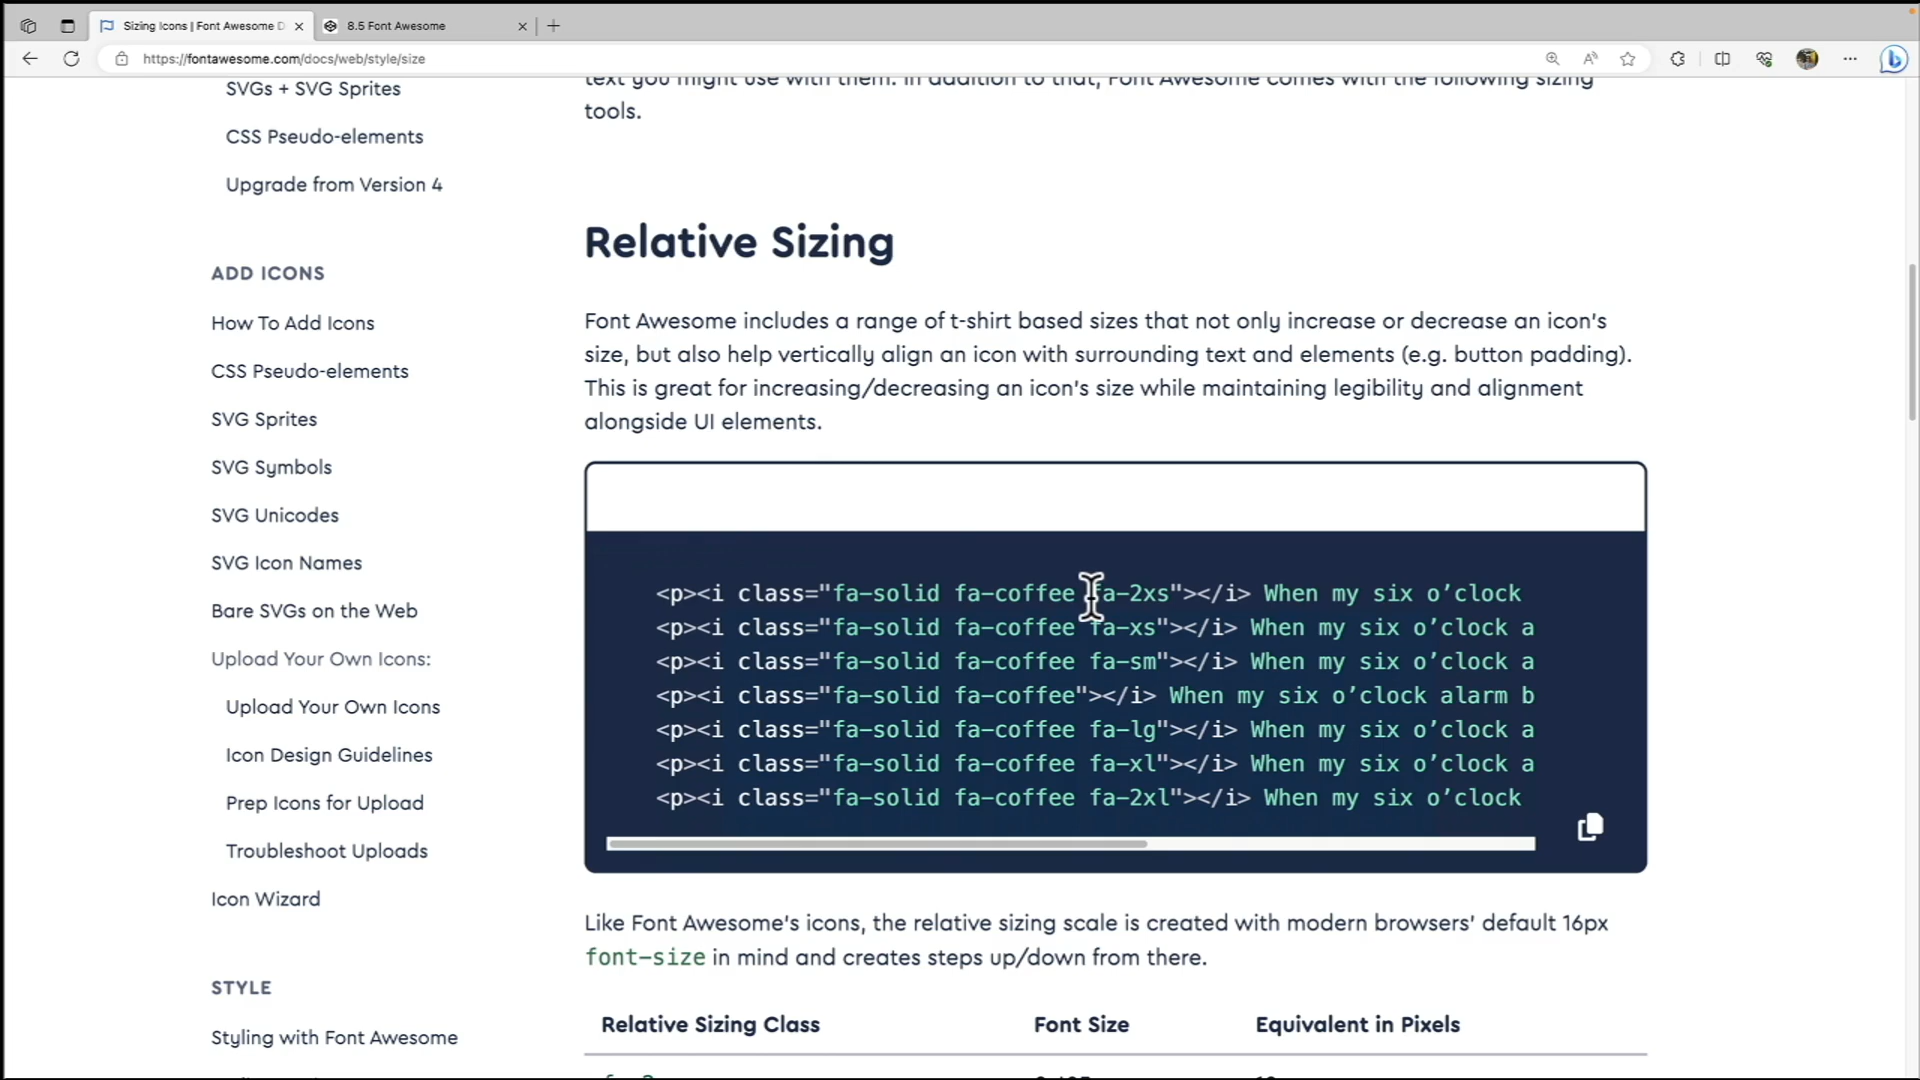 Sizing Icons | Font Awesome D
8.5 Font Awesome
https://fontawesome.com/docs/web/style/size
SVGs + SVG Sprites
CSS Pseudo-elements
Upgrade from Version 4
ADD ICONS
How To Add Icons
CSS Pseudo-elements
SVG Sprites
SVG Symbols
SVG Unicodes
SVG Icon Names
Bare SVGs on the Web
Upload Your Own Icons:
Upload Your Own Icons
Icon Design Guidelines
Prep Icons for Upload
Troubleshoot Uploads
Icon Wizard
STYLE
Styling with Font Awesome
text you might use with them. In addition to that, Font Awesome comes with the following sizing
tools.
Relative Sizing
Font Awesome includes a range of t-shirt based sizes that not only increase or decrease an icon's
size, but also help vertically align an icon with surrounding text and elements (e.g. button padding).
This is great for increasing/decreasing an icon's size while maintaining legibility and alignment
alongside UI elements.
<p><i class="fa-solid fa-coffee fa-2xs"></i> When my six o’clock
<p><i class="fa-solid fa-coffee fa-xs"></i> When my six o’clock a
<p><i class="fa-solid fa-coffee fa-sm"></i> When my six o’clock a
<p><i class="fa-solid fa-coffee"></i> When my six o’clock alarm b
<p><i class="fa-solid fa-coffee fa-lg"></i> When my six o’clock a
<p><i class="fa-solid fa-coffee fa-xl"></i> When my six o’clock a
<p><i class="fa-solid fa-coffee fa-2xl"></i> When my six o’clock
Like Font Awesome's icons, the relative sizing scale is created with modern browsers' default 16px
font-size in mind and creates steps up/down from there.
Relative Sizing Class Font Size Equivalent in Pixels